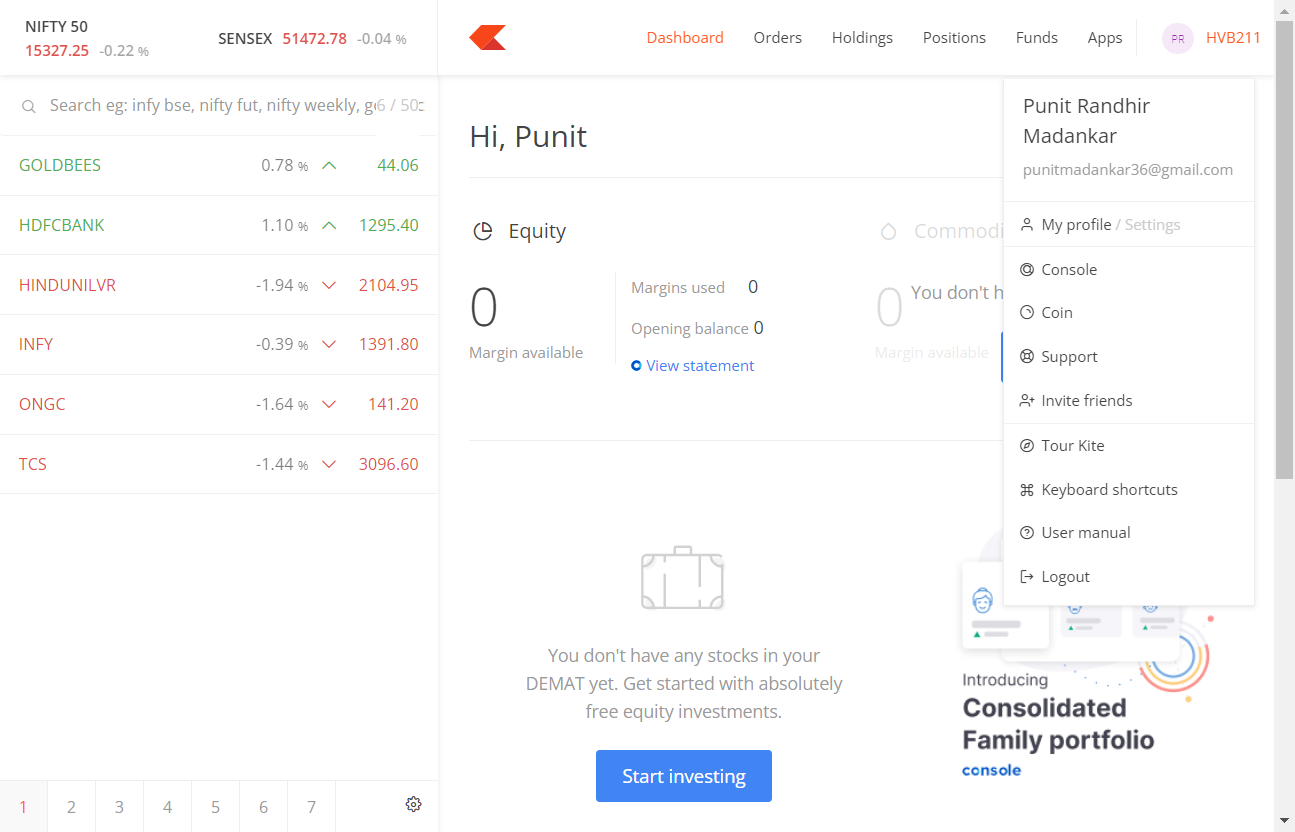 NIFTY 50
15327.25 -0.22 %
SENSEX 51472.78 -0.04 %
Dashboard Orders Holdings Positions Funds Apps PR HVB211
Search eg: infy bse, nifty fut, nifty weekly, 6 / 50
GOLDBEES 0.78 % 44.06
HDFCBANK 1.10 % 1295.40
HINDUNILVR -1.94 % 2104.95
INFY -0.39 % 1391.80
ONGC -1.64 % 141.20
TCS -1.44 % 3096.60
1 2 3 4 5 6 7
Hi, Punit
Equity
0
Margin available
Margins used 0
Opening balance 0
View statement
Commodi
0
Margin available
You don't h
You don't have any stocks in your
DEMAT yet. Get started with absolutely
free equity investments.
Start investing
Punit Randhir
Madankar
punitmadankar36@gmail.com
My profile / Settings
Console
Coin
Support
Invite friends
Tour Kite
Keyboard shortcuts
User manual
Logout
Introducing
Consolidated
Family portfolio
console